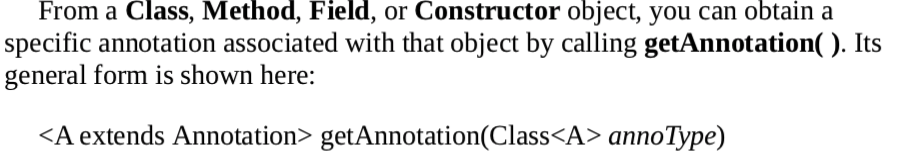 From a Class, Method, Field, or Constructor object, you can obtain a
specific annotation associated with that object by calling getAnnotation( ). Its
general form is shown here:
<A extends Annotation> getAnnotation(Class<A> annoType)